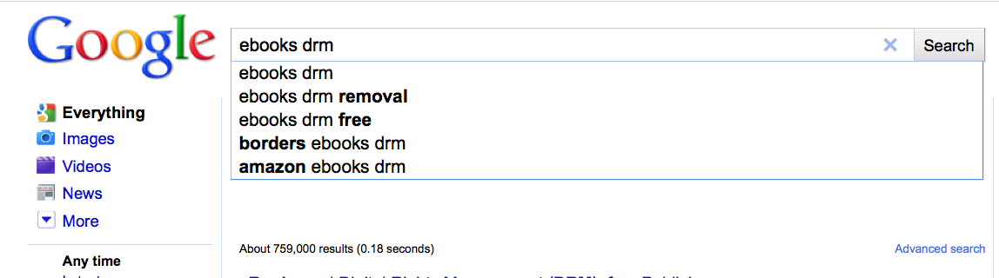 Google
ebooks drm
Search
ebooks drm
ebooks drm removal
ebooks drm free
borders ebooks drm
amazon ebooks drm
Everything
Images
Videos
News
More
Any time
About 759,000 results (0.18 seconds)
Advanced search